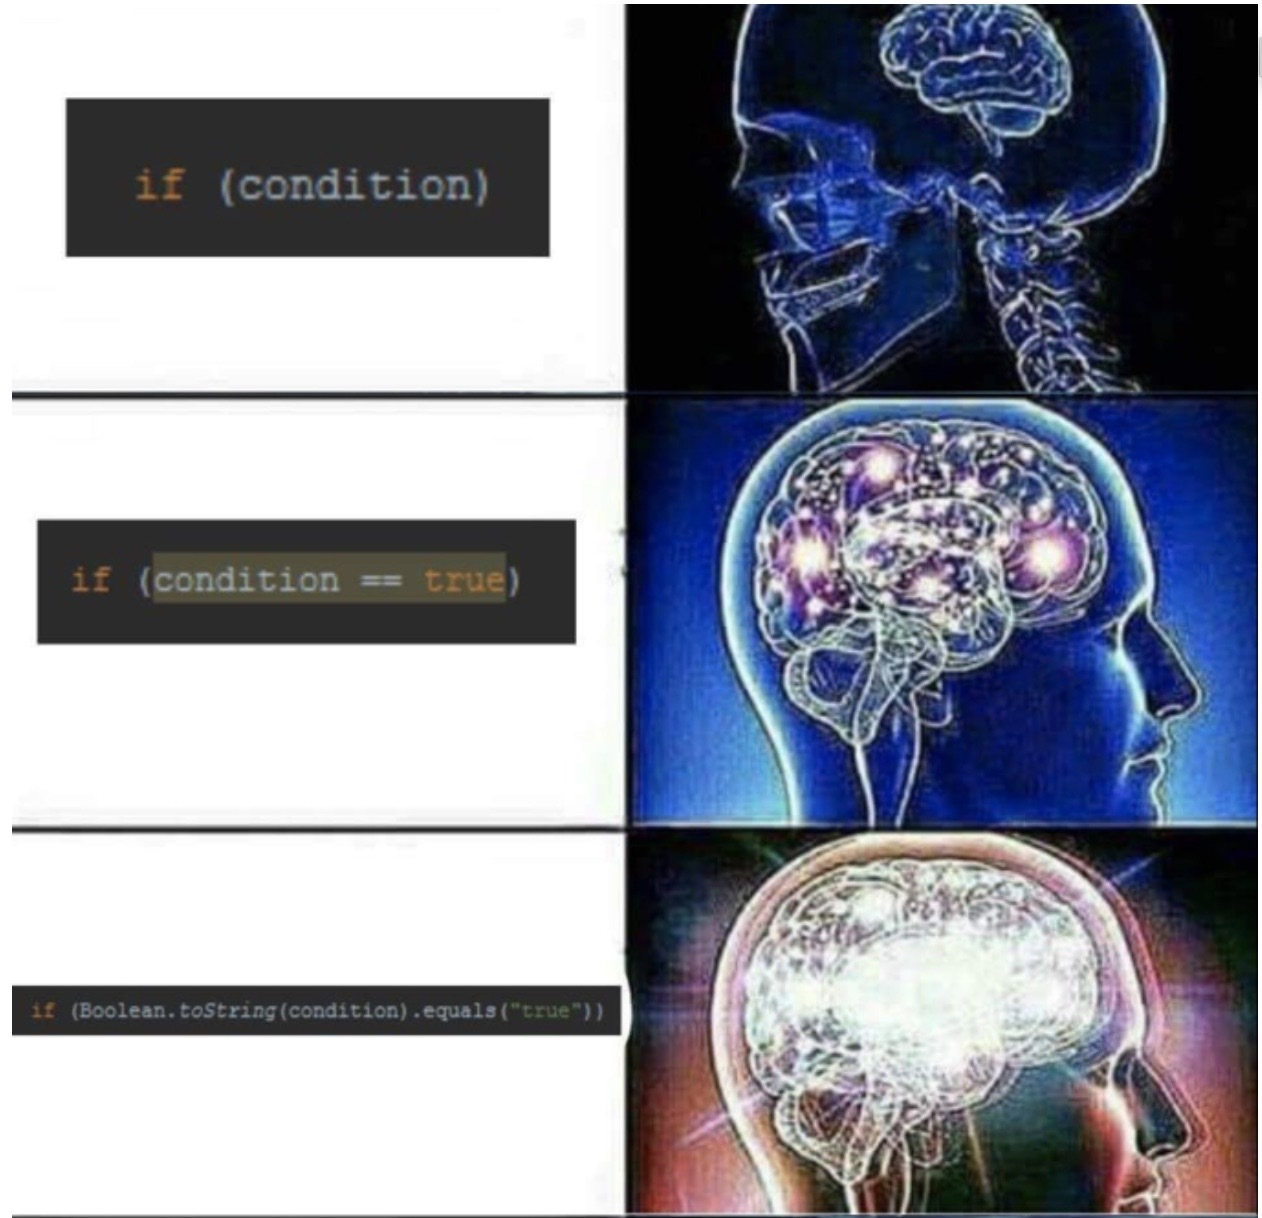 if (condition)
if (condition == true)
if (Boolean.toString(condition).equals("true"))